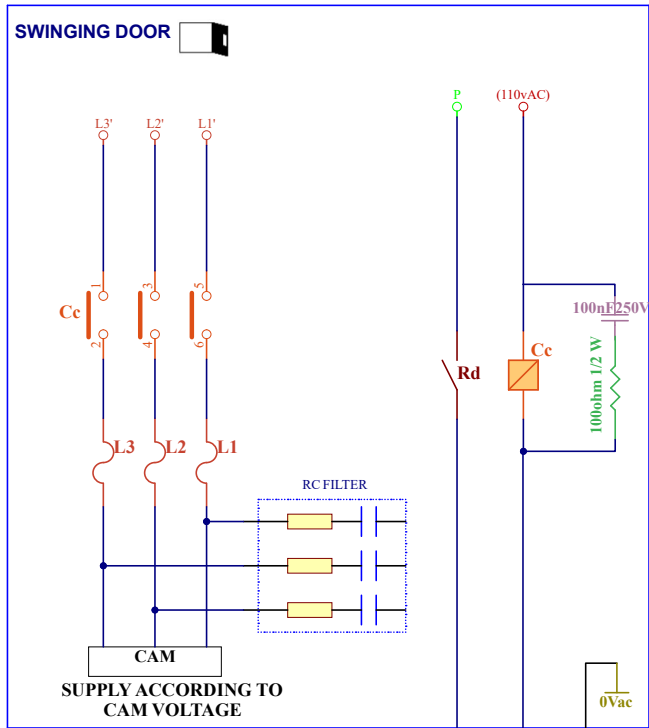 SWINGING DOOR
P
(110vAC)
L3'
L2'
L1'
1
3
5
Cc
100nF250V
2
4
6
Cc
Rd
100ohm 1/2 W
L3
L2
L1
RC FILTER
CAM
SUPPLY ACCORDING TO
CAM VOLTAGE
0Vac